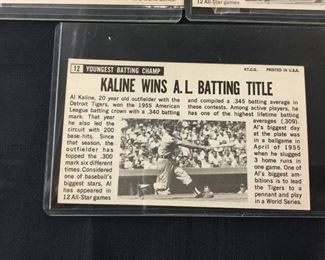 12 All-Star games
12 YOUNGEST BATTING CHAMP
©T.C.G. PRINTED IN U.S.A.
KALINE WINS A.L. BATTING TITLE
Al Kaline, 20 year old outfielder with the
Detroit Tigers, won the 1955 American
League batting crown with a .340 batting
mark. That year
he also led the
circuit with 200
base-hits. Since
that season, the
outfielder has
topped the .300
mark six different
times. Considered
one of baseball's
biggest stars, Al
has appeared in
12 All-Star games
and compiled a .345 batting average in
these contests. Among active players, he
has one of the highest lifetime batting
averages (.309).
Al's biggest day
at the plate was
in a ballgame in
April of 1955
when he slugged
3 home runs in
one game. One of
Al's biggest am-
bitions is to lead
the Tigers to a
pennant and play
in a World Series.